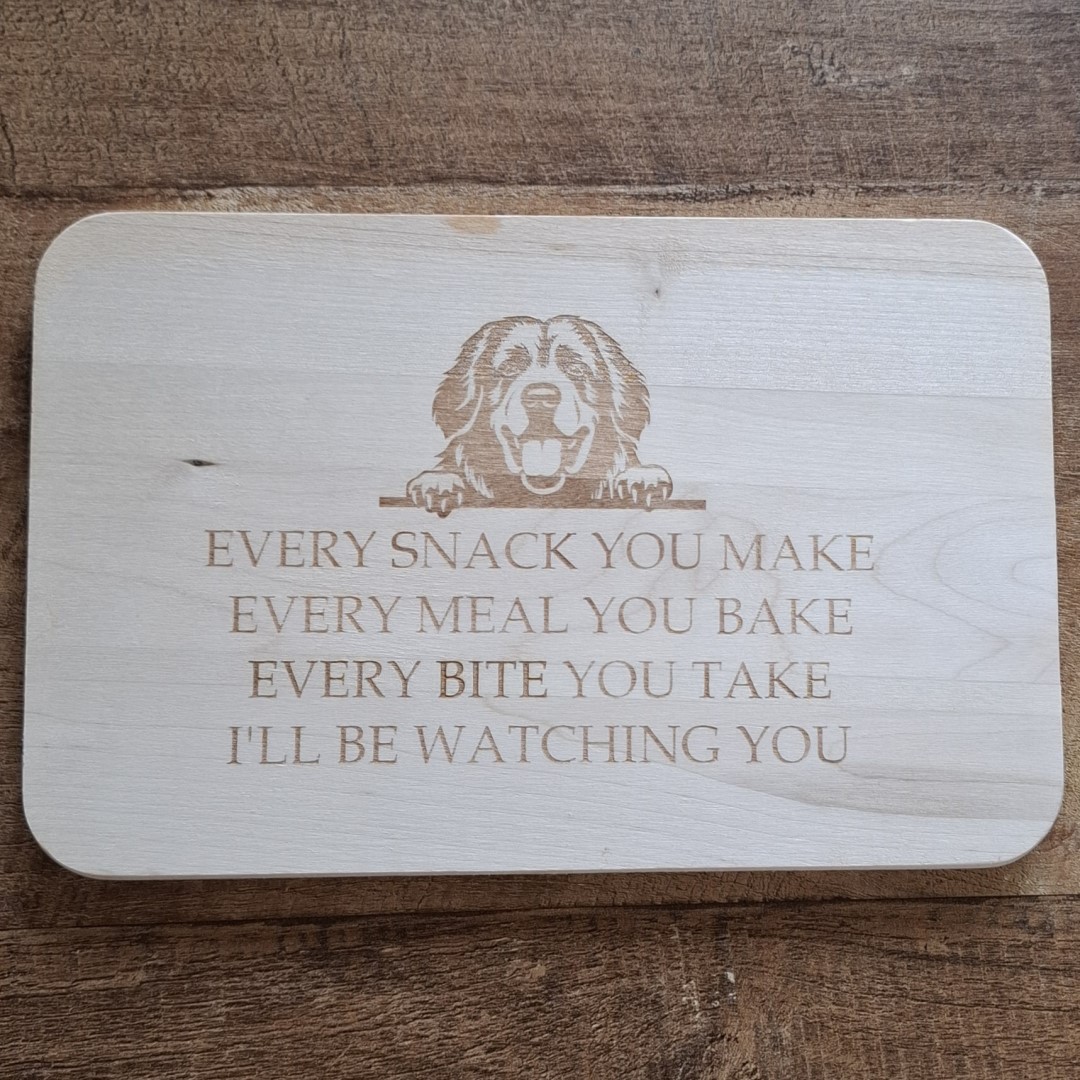 EVERY SNACK YOU MAKE
EVERY MEAL YOU BAKE
EVERY BITE YOU TAKE
I'LL BE WATCHING YOU